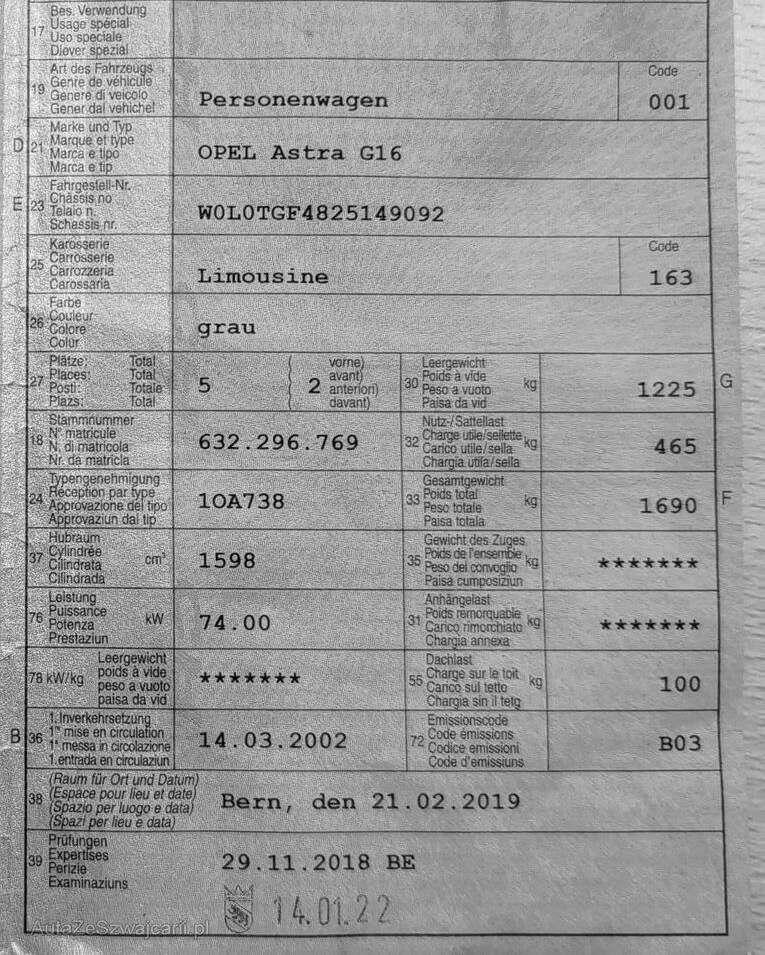 17
Bes. Verwendung
Usage spécial
Uso speciale
Diever spezial
19
Art des Fahrzeugs
Genre de véhicule
Genere di veicolo
Gener dal vehichel
Personenwagen
Code
001
D
21
Marke und Typ
Marque et type
Marca e tipo
Marca e tip
OPEL Astra G16
E
23
Fahrgestell-Nr.
Châssis no
Telaio n.
Schassis nr.
W0L0TGF4825149092
25
Karosserie
Carrosserie
Carrozzeria
Carossaria
Limousine
Code
163
26
Farbe
Couleur
Colore
Colur
grau
27
Plätze: Total
Places: Total
Posti: Totale
Plazs: Total
5
2
vorne)
avant)
anteriori)
davant)
30
Leergewicht
Poids à vide
Peso a vuoto
Paisa da vid
kg
1225
G
18
Stammnummer
N° matricule
N. di matricola
Nr. da matricla
632.296.769
32
Nutz-/Sattellast
Charge utile/sellette
Carico utile/sella
Chargia utila/sella
kg
465
24
Typengenehmigung
Réception par type
Approvazione del tipo
Approvaziun dal tip
1OA738
33
Gesamtgewicht
Poids total
Peso totale
Paisa totala
kg
1690
F
37
Hubraum
Cylindrée
Cilindrata
Cilindrada
cm³
1598
35
Gewicht des Zuges
Poids de l'ensemble
Peso del convoglio
Paisa cumposiziun
kg
*******
76
Leistung
Puissance
Potenza
Prestaziun
kW
74.00
31
Anhängelast
Poids remorquable
Carico rimorchiato
Chargia annexa
kg
*******
78 kW/kg
Leergewicht
poids à vide
peso a vuoto
paisa da vid
*******
55
Dachlast
Charge sur le toit
Carico sul tetto
Chargia sin il tetg
kg
100
B
36
1. Inverkehrsetzung
1re mise en circulation
1a messa in circolazione
1. entrada en circulaziun
14.03.2002
72
Emissionscode
Code émissions
Codice emissioni
Code d'emissiuns
B03
38
(Raum für Ort und Datum)
(Espace pour lieu et date)
(Spazio per luogo e data)
(Spazi per lieu e data)
Bern, den 21.02.2019
39
Prüfungen
Expertises
Perizie
Examinaziuns
29.11.2018 BE
14.01.22
AutaZeSzwajcarii.pl